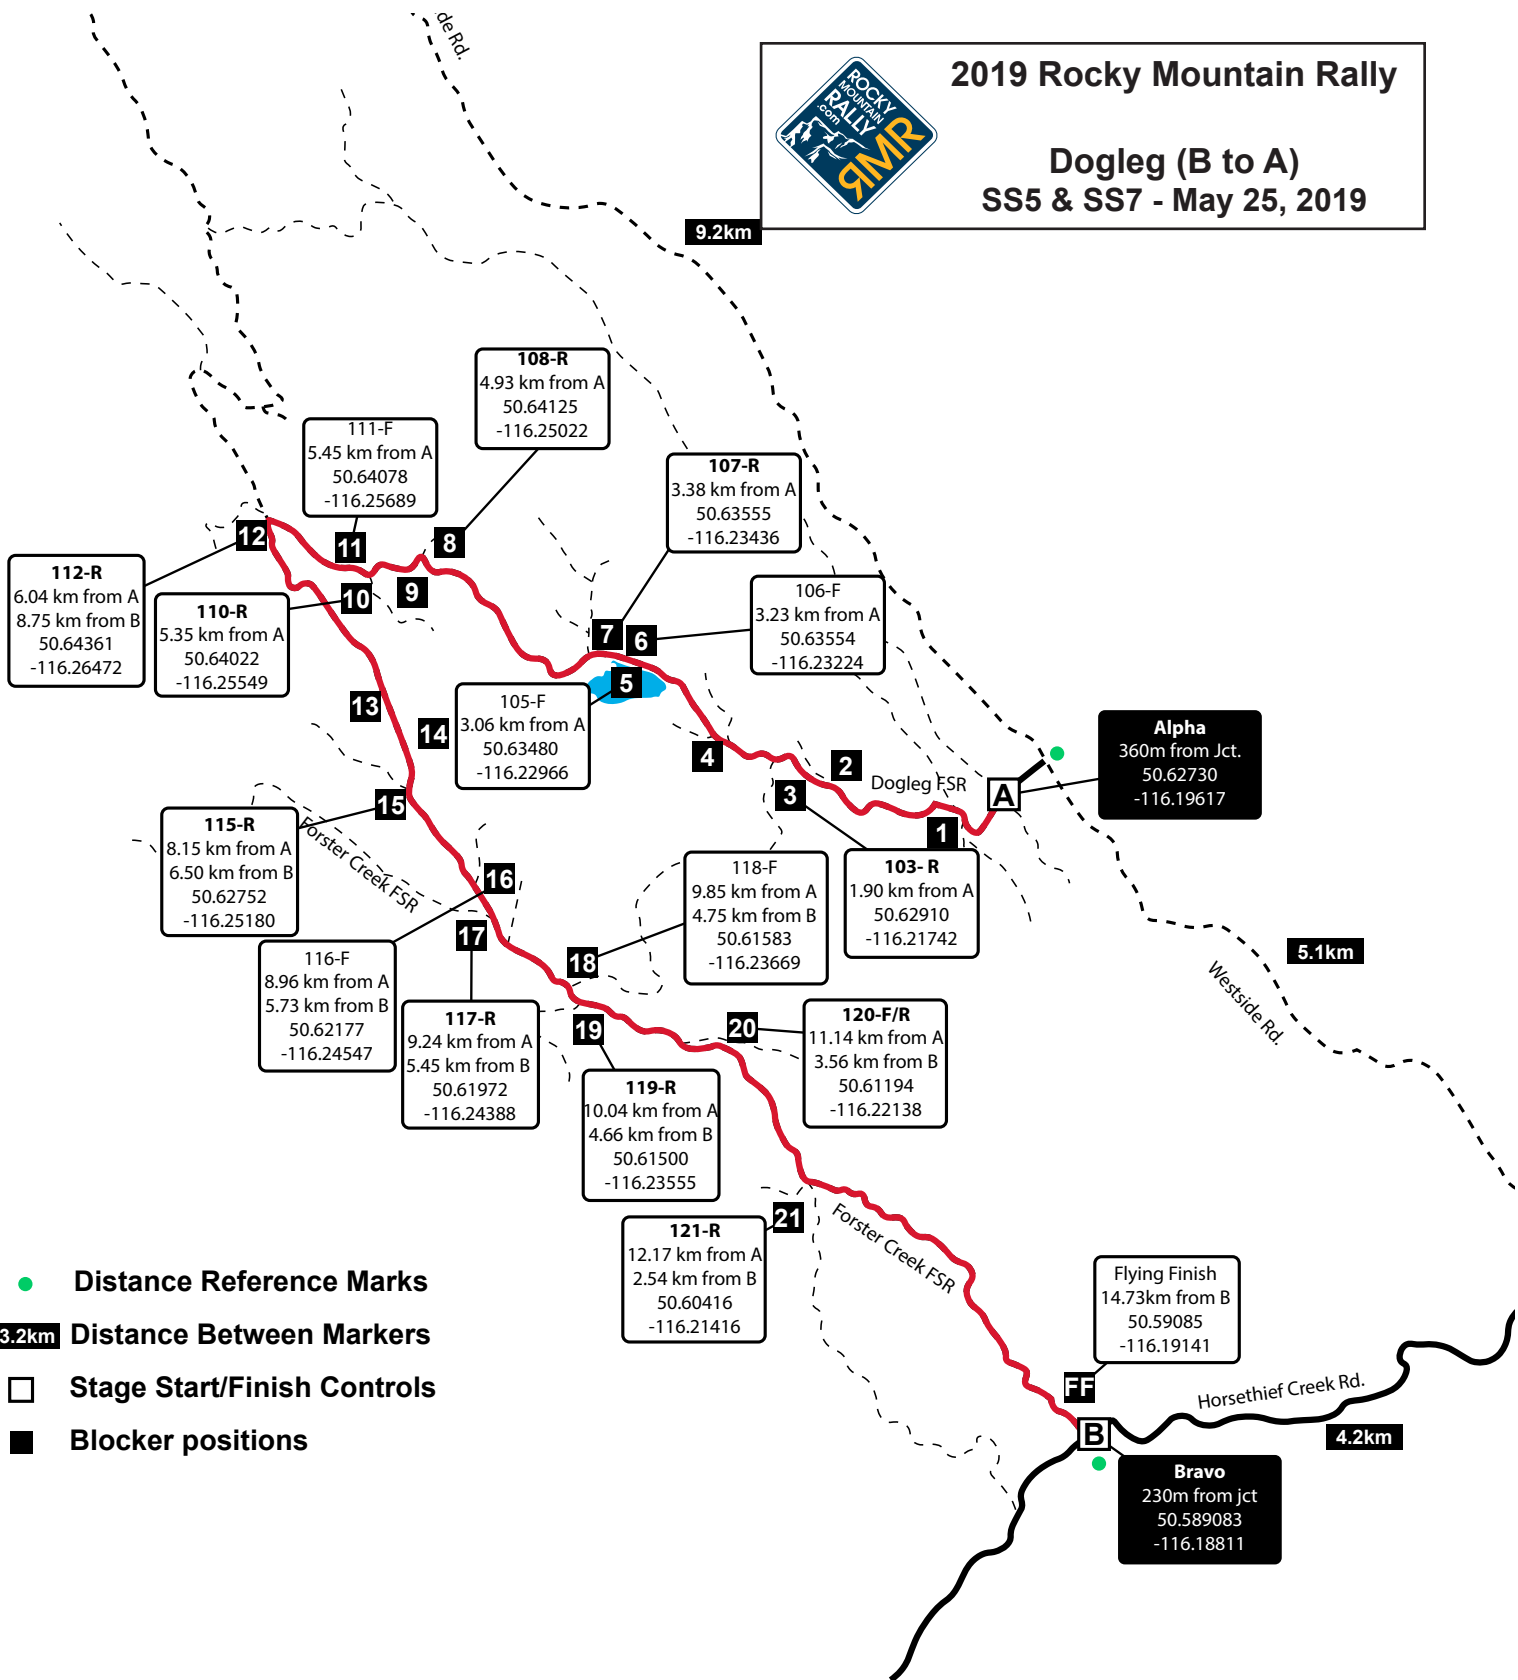 de Rd.
2019 Rocky Mountain Rally
Dogleg (B to A)
SS5 & SS7 - May 25, 2019
ROCKY
MOUNTAIN
RALLY
.com
RMR
9.2km
108-R
4.93 km from A
50.64125
-116.25022
111-F
5.45 km from A
50.64078
-116.25689
107-R
3.38 km from A
50.63555
-116.23436
12
11
8
9
10
112-R
6.04 km from A
8.75 km from B
50.64361
-116.26472
110-R
5.35 km from A
50.64022
-116.25549
106-F
3.23 km from A
50.63554
-116.23224
7
6
5
105-F
3.06 km from A
50.63480
-116.22966
13
14
4
2
3
Dogleg FSR
A
1
Alpha
360m from Jct.
50.62730
-116.19617
15
115-R
8.15 km from A
6.50 km from B
50.62752
-116.25180
Forster Creek FSR
16
118-F
9.85 km from A
4.75 km from B
50.61583
-116.23669
103- R
1.90 km from A
50.62910
-116.21742
17
18
116-F
8.96 km from A
5.73 km from B
50.62177
-116.24547
5.1km
Westside Rd.
117-R
9.24 km from A
5.45 km from B
50.61972
-116.24388
19
20
120-F/R
11.14 km from A
3.56 km from B
50.61194
-116.22138
119-R
10.04 km from A
4.66 km from B
50.61500
-116.23555
21
121-R
12.17 km from A
2.54 km from B
50.60416
-116.21416
Forster Creek FSR
Flying Finish
14.73km from B
50.59085
-116.19141
FF
Horsethief Creek Rd.
B
4.2km
Bravo
230m from jct
50.589083
-116.18811
Distance Reference Marks
3.2km Distance Between Markers
Stage Start/Finish Controls
Blocker positions